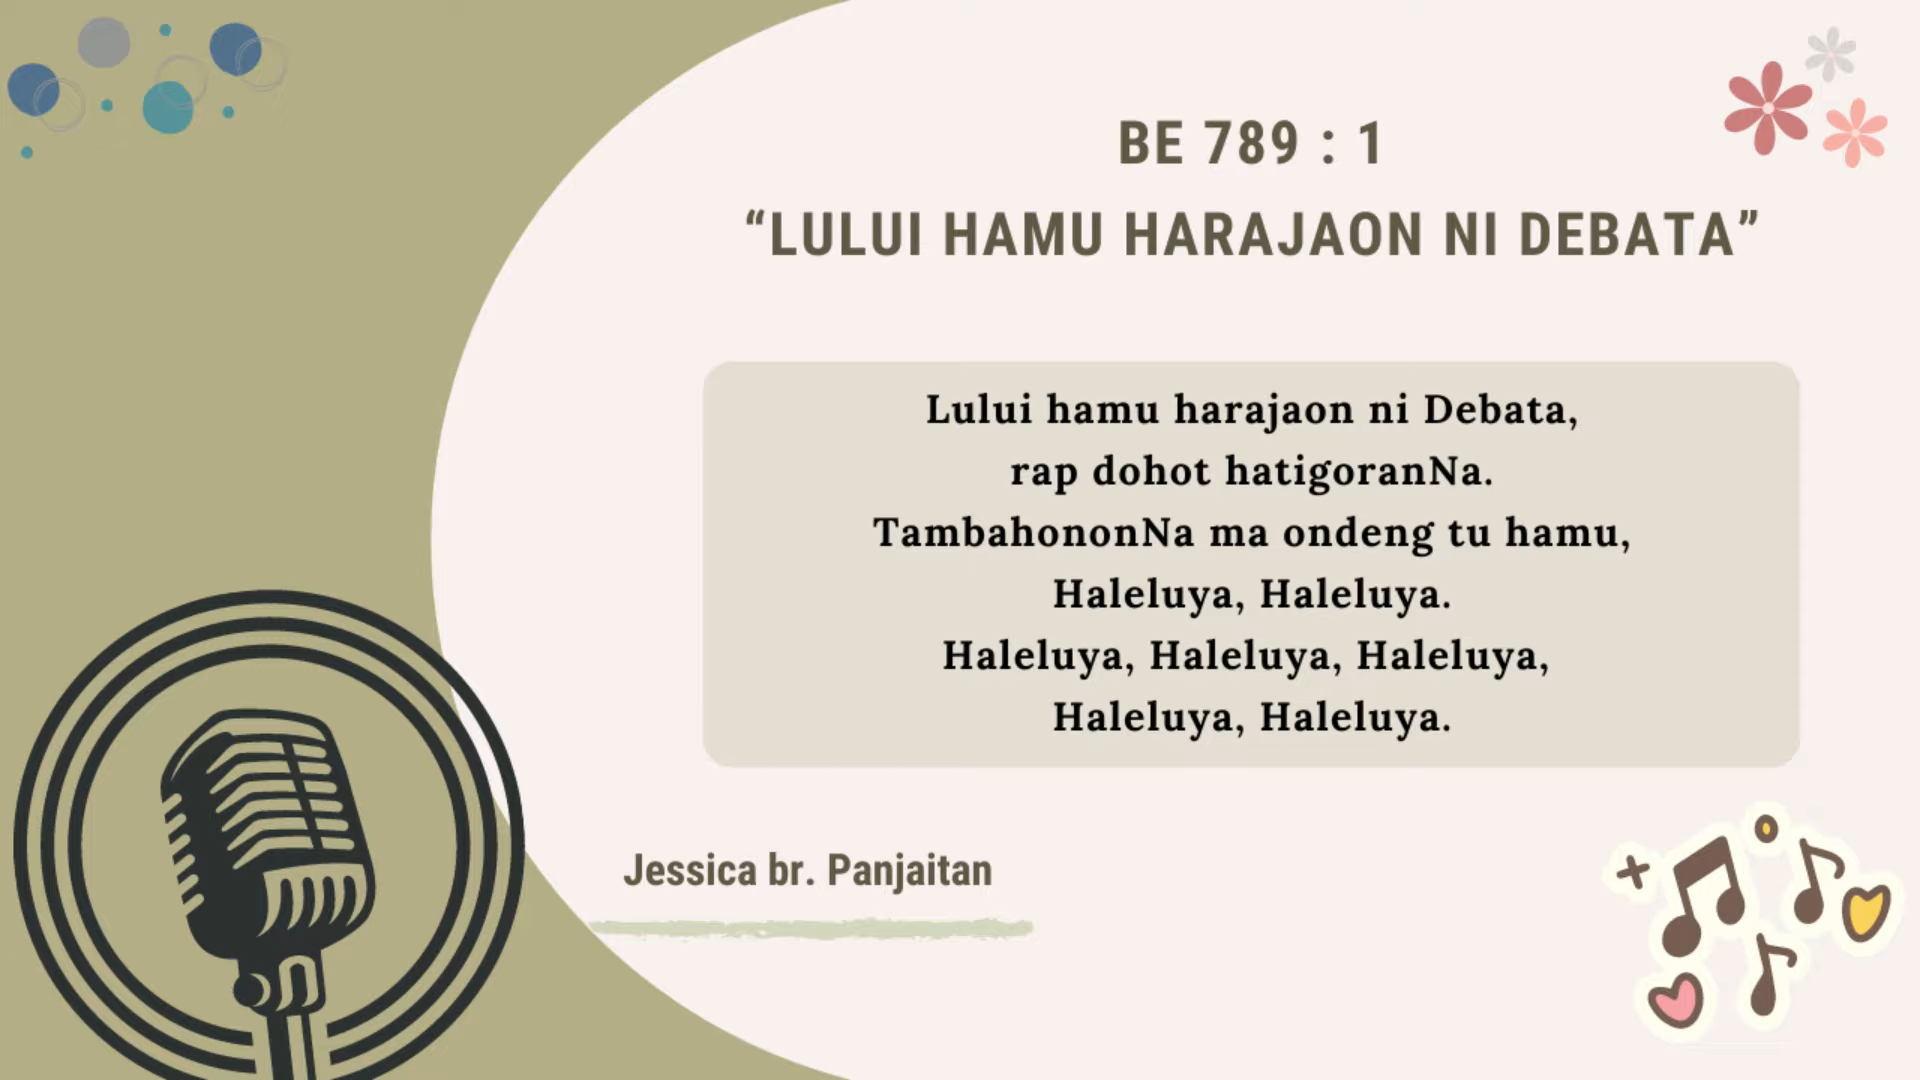 BE 789 : 1
“LULUI HAMU HARAJAON NI DEBATA”
Lului hamu harajaon ni Debata,
rap dohot hatigoranNa.
TambahononNa ma ondeng tu hamu,
Haleluya, Haleluya.
Haleluya, Haleluya, Haleluya,
Haleluya, Haleluya.
Jessica br. Panjaitan